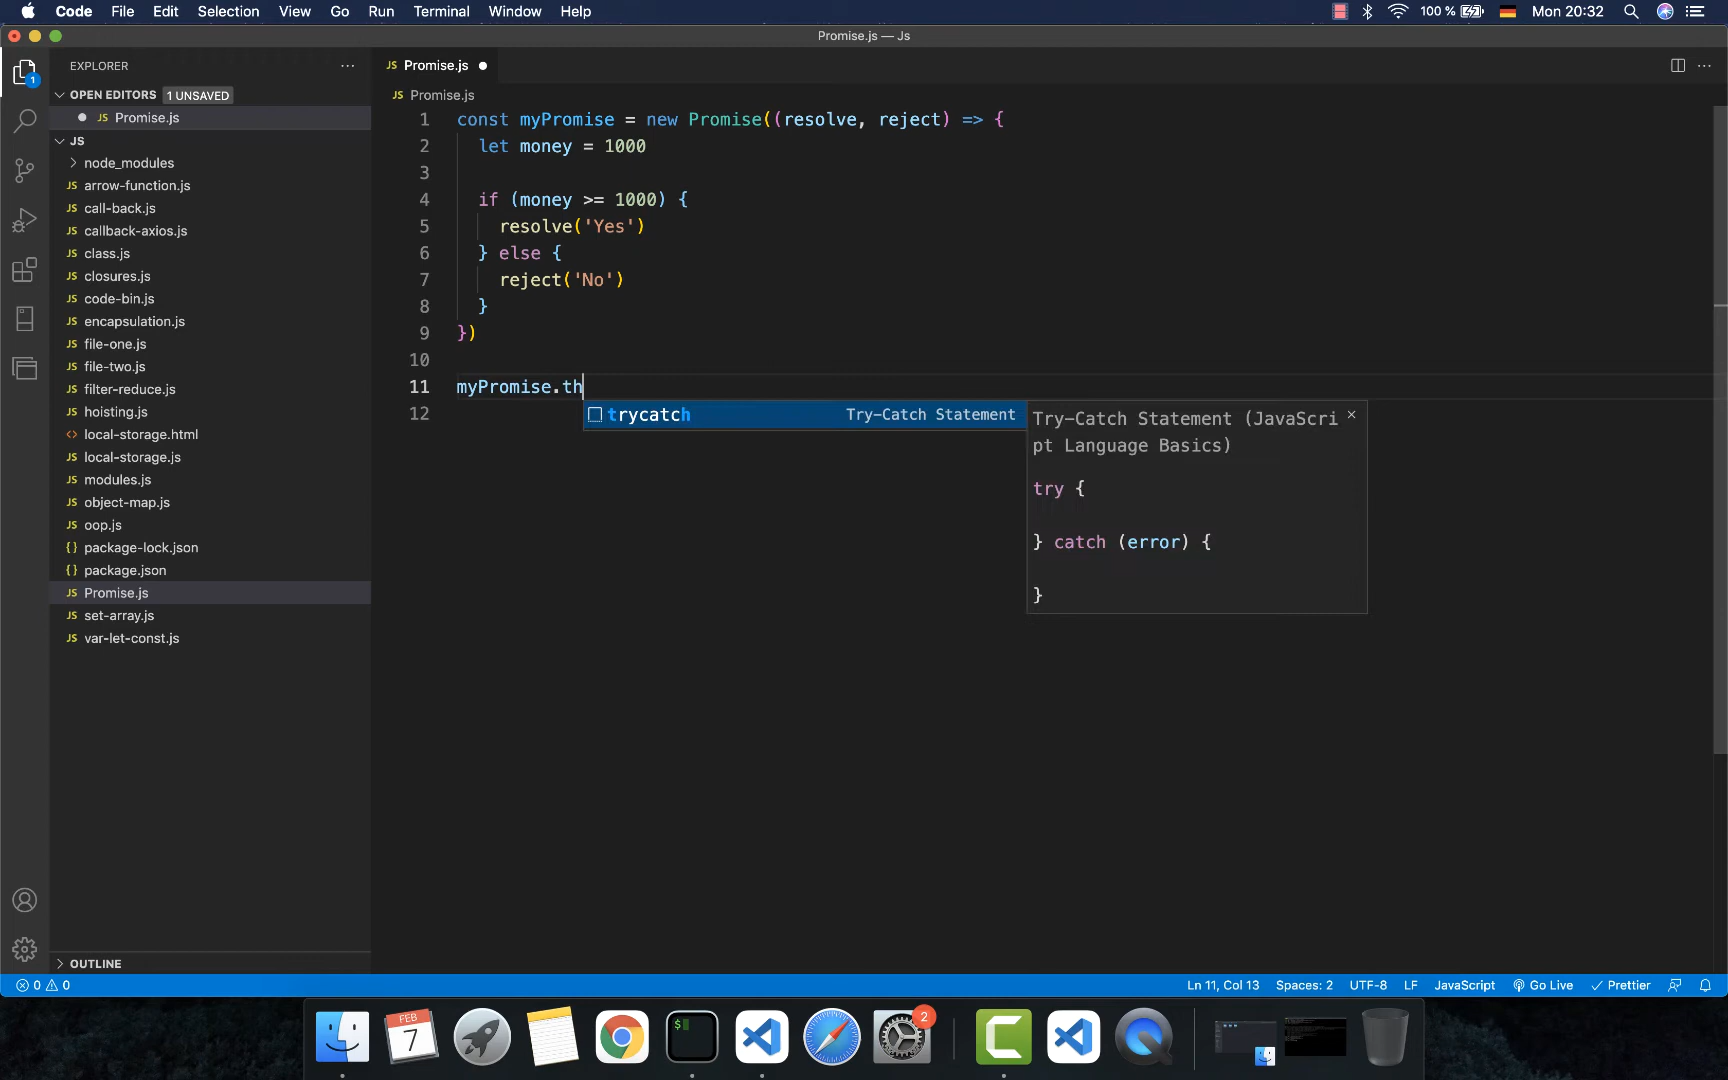 Code File Edit Selection View Go Run Terminal Window Help 100 % Mon 20:32
Promise.js — Js
EXPLORER
OPEN EDITORS 1 UNSAVED
Promise.js
JS
node_modules
arrow-function.js
call-back.js
callback-axios.js
class.js
closures.js
code-bin.js
encapsulation.js
file-one.js
file-two.js
filter-reduce.js
hoisting.js
local-storage.html
local-storage.js
modules.js
object-map.js
oop.js
package-lock.json
package.json
Promise.js
set-array.js
var-let-const.js
OUTLINE
JS Promise.js
JS Promise.js
1 const myPromise = new Promise((resolve, reject) => {
2 let money = 1000
3
4 if (money >= 1000) {
5 resolve('Yes')
6 } else {
7 reject('No')
8 }
9 })
10
11 myPromise.th
12
trycatch Try-Catch Statement
Try-Catch Statement (JavaScri
pt Language Basics)
try {
} catch (error) {
}
0 0 Ln 11, Col 13 Spaces: 2 UTF-8 LF JavaScript Go Live Prettier
FEB
7
2